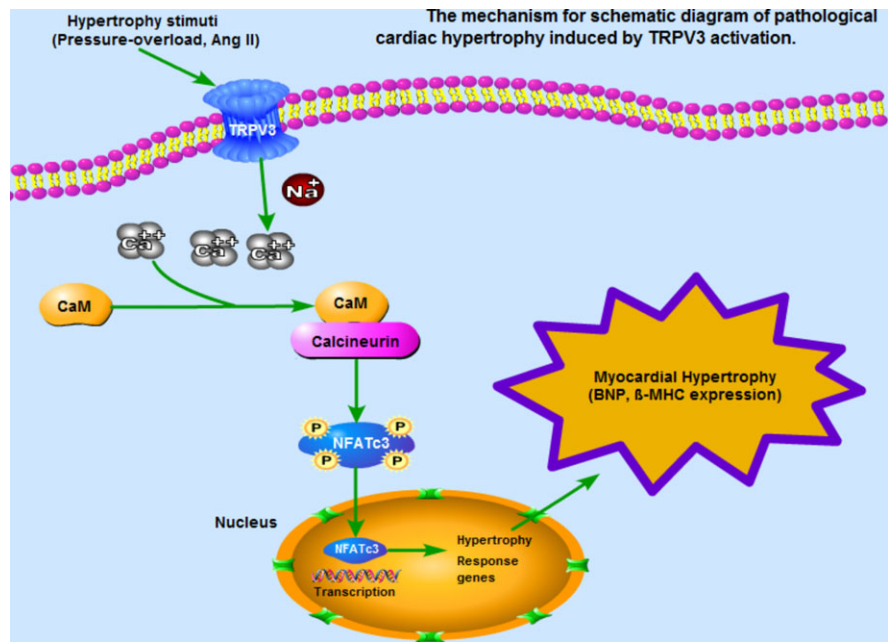 The mechanism for schematic diagram of pathological
cardiac hypertrophy induced by TRPV3 activation.
Hypertrophy stimuti
(Pressure-overload, Ang II)
TRPV3
Na+
Ca++
Ca++
Ca++
CaM
CaM
Calcineurin
Myocardial Hypertrophy
(BNP, ß-MHC expression)
P
P
NFATc3
P
P
Nucleus
NFATc3
Hypertrophy
Response
genes
Transcription